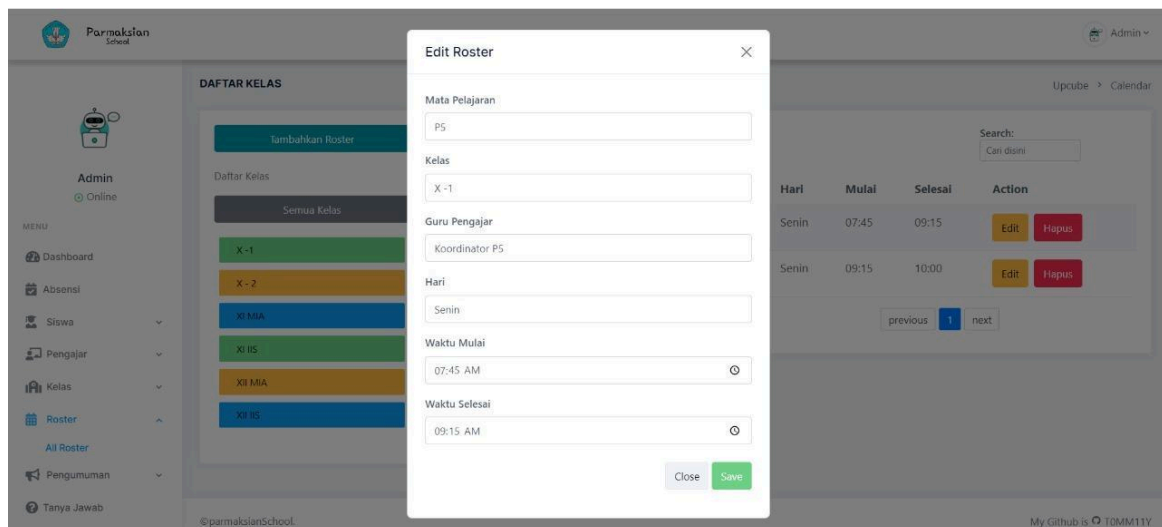 Parmaksian
School
Admin
DAFTAR KELAS
Upcube > Calendar
Admin
Online
MENU
Dashboard
Absensi
Siswa
Pengajar
Kelas
Roster
All Roster
Pengumuman
Tanya Jawab
Tambahkan Roster
Daftar Kelas
Semua Kelas
X -1
X - 2
XI MIA
XI IIS
XII MIA
XII IIS
Edit Roster
Mata Pelajaran
P5
Kelas
X -1
Guru Pengajar
Koordinator P5
Hari
Senin
Waktu Mulai
07:45 AM
Waktu Selesai
09:15 AM
Close Save
Search:
Cari disini
Hari Mulai Selesai Action
Senin 07:45 09:15 Edit Hapus
Senin 09:15 10:00 Edit Hapus
previous 1 next
©parmaksianSchool.
My Github is T0MM11Y